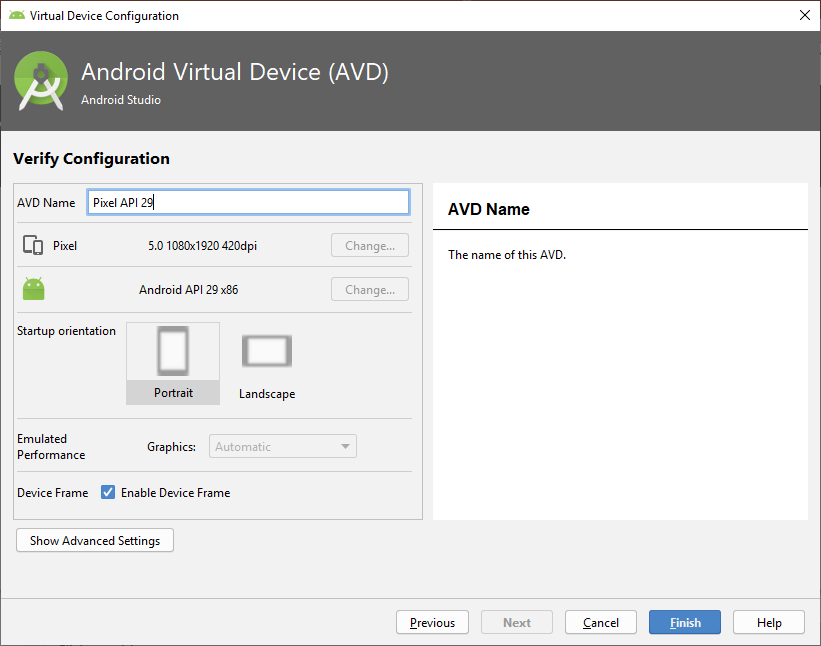 Virtual Device Configuration
Android Virtual Device (AVD)
Android Studio
Verify Configuration
AVD Name Pixel API 29
Pixel 5.0 1080x1920 420dpi Change...
Android API 29 x86 Change...
Startup orientation
Portrait
Landscape
Emulated
Performance
Graphics: Automatic
Device Frame Enable Device Frame
Show Advanced Settings
AVD Name
The name of this AVD.
Previous Next Cancel Finish Help